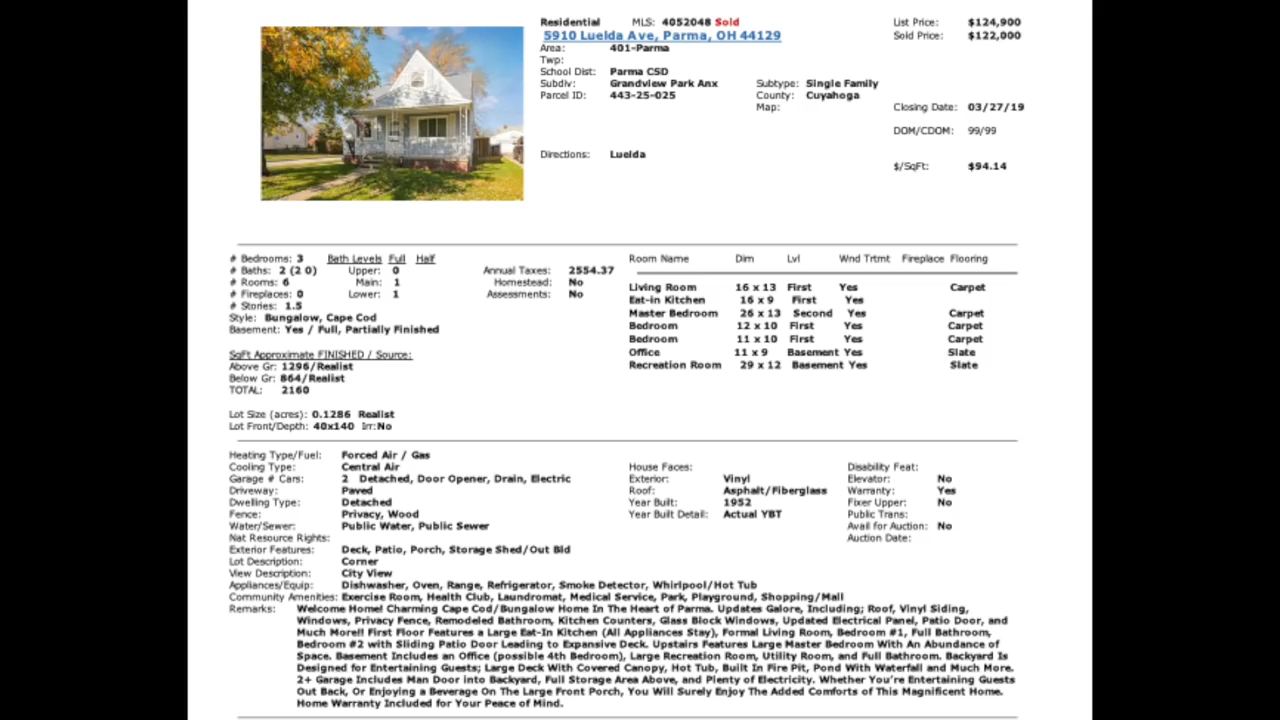 Residential MLS: 4052048 Sold List Price: $124,900
5910 Luelda Ave, Parma, OH 44129 Sold Price: $122,000
Area: 401-Parma
Twp:
School Dist: Parma CSD
Subdiv: Grandview Park Anx Subtype: Single Family
Parcel ID: 443-25-025 County: Cuyahoga
Map: Closing Date: 03/27/19
DOM/CDOM: 99/99
Directions: Luelda
$/SqFt: $94.14
# Bedrooms: 3 Bath Levels Full Half Room Name Dim Lvl Wnd Trtmt Fireplace Flooring
# Baths: 2 (2 0) Upper: 0 Annual Taxes: 2554.37
# Rooms: 6 Main: 1 Homestead: No
# Fireplaces: 0 Lower: 1 Assessments: No Living Room 16 x 13 First Yes Carpet
# Stories: 1.5 Eat-in Kitchen 16 x 9 First Yes
Style: Bungalow, Cape Cod Master Bedroom 26 x 13 Second Yes Carpet
Basement: Yes / Full, Partially Finished Bedroom 12 x 10 First Yes Carpet
Bedroom 11 x 10 First Yes Carpet
SqFt Approximate FINISHED / Source: Office 11 x 9 Basement Yes Slate
Above Gr: 1296/Realist Recreation Room 29 x 12 Basement Yes Slate
Below Gr: 864/Realist
TOTAL: 2160
Lot Size (acres): 0.1286 Realist
Lot Front/Depth: 40x140 Irr:No
Heating Type/Fuel: Forced Air / Gas
Cooling Type: Central Air House Faces: Disability Feat:
Garage # Cars: 2 Detached, Door Opener, Drain, Electric Exterior: Vinyl Elevator: No
Driveway: Paved Roof: Asphalt/Fiberglass Warranty: Yes
Dwelling Type: Detached Year Built: 1952 Fixer Upper: No
Fence: Privacy, Wood Year Built Detail: Actual YBT Public Trans:
Water/Sewer: Public Water, Public Sewer Avail for Auction: No
Nat Resource Rights: Auction Date:
Exterior Features: Deck, Patio, Porch, Storage Shed/Out Bld
Lot Description: Corner
View Description: City View
Appliances/Equip: Dishwasher, Oven, Range, Refrigerator, Smoke Detector, Whirlpool/Hot Tub
Community Amenities: Exercise Room, Health Club, Laundromat, Medical Service, Park, Playground, Shopping/Mall
Remarks: Welcome Home! Charming Cape Cod/Bungalow Home In The Heart of Parma. Updates Galore, Including; Roof, Vinyl Siding,
Windows, Privacy Fence, Remodeled Bathroom, Kitchen Counters, Glass Block Windows, Updated Electrical Panel, Patio Door, and
Much More!! First Floor Features a Large Eat-In Kitchen (All Appliances Stay), Formal Living Room, Bedroom #1, Full Bathroom,
Bedroom #2 with Sliding Patio Door Leading to Expansive Deck. Upstairs Features Large Master Bedroom With An Abundance of
Space. Basement Includes an Office (possible 4th Bedroom), Large Recreation Room, Utility Room, and Full Bathroom. Backyard Is
Designed for Entertaining Guests; Large Deck With Covered Canopy, Hot Tub, Built In Fire Pit, Pond With Waterfall and Much More.
2+ Garage Includes Man Door into Backyard, Full Storage Area Above, and Plenty of Electricity. Whether You're Entertaining Guests
Out Back, Or Enjoying a Beverage On The Large Front Porch, You Will Surely Enjoy The Added Comforts of This Magnificent Home.
Home Warranty Included for Your Peace of Mind.